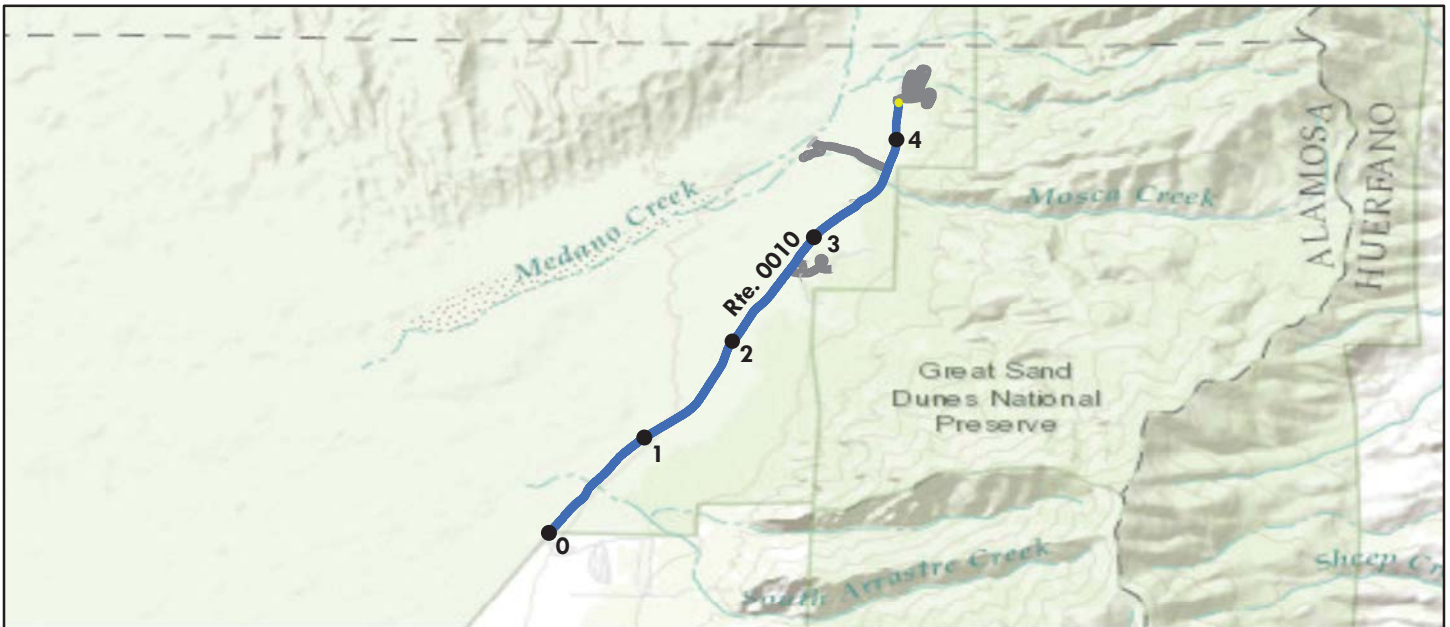 4
Medano Creek
Mosca Creek
ALAMOSA
HUERFANO
Rte. 0010
3
2
Great Sand
Dunes National
Preserve
1
0
South Arrastre Creek
Sheep Cr